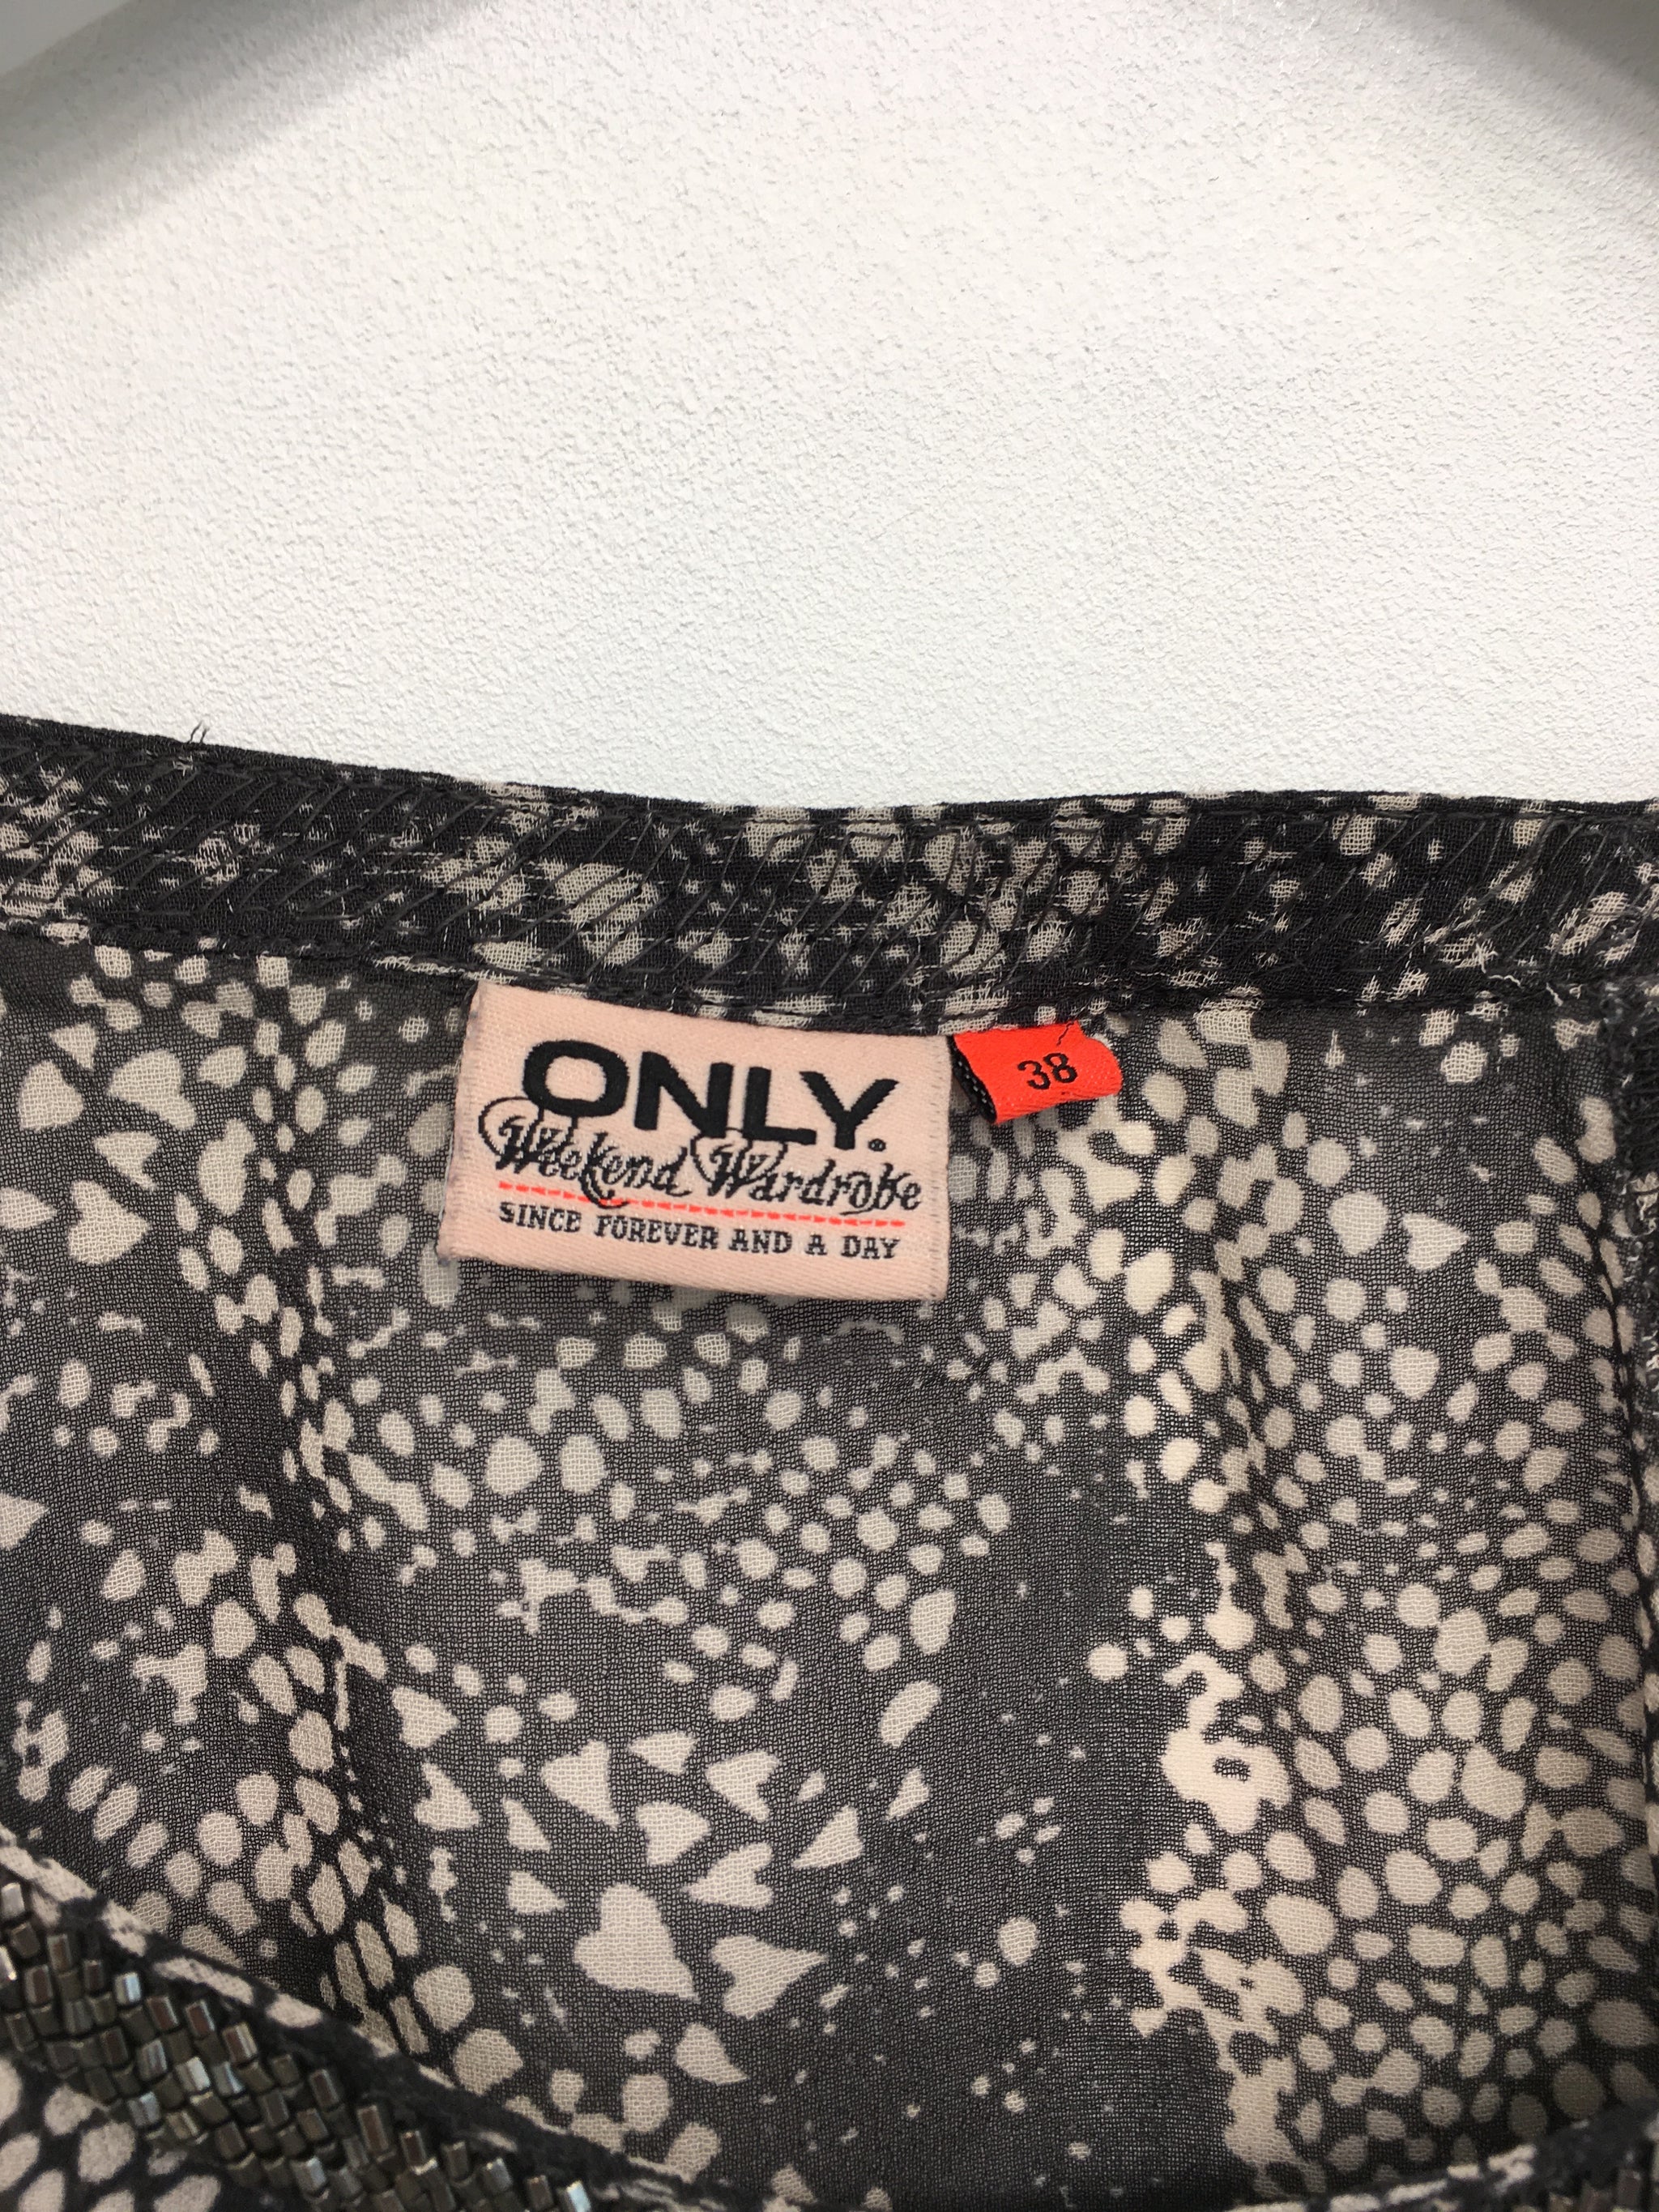 ONLY.
Weekend Wardrobe
SINCE FOREVER AND A DAY
38